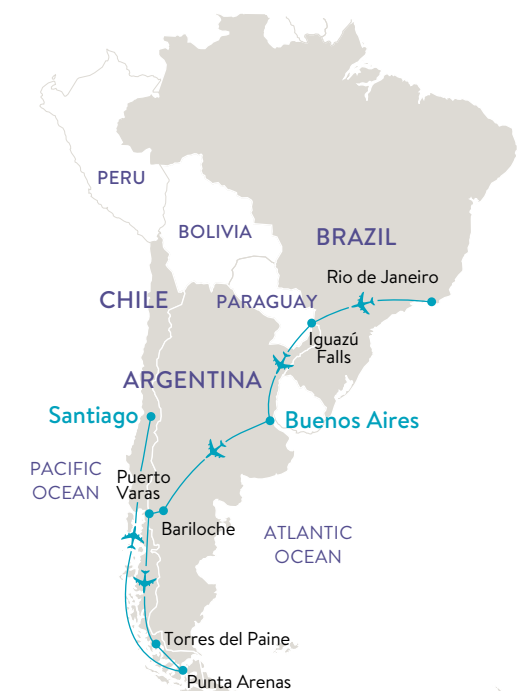 PERU
BOLIVIA
BRAZIL
Rio de Janeiro
CHILE
PARAGUAY
Iguazú
Falls
ARGENTINA
Santiago
Buenos Aires
PACIFIC
OCEAN
Puerto
Varas
Bariloche
ATLANTIC
OCEAN
Torres del Paine
Punta Arenas